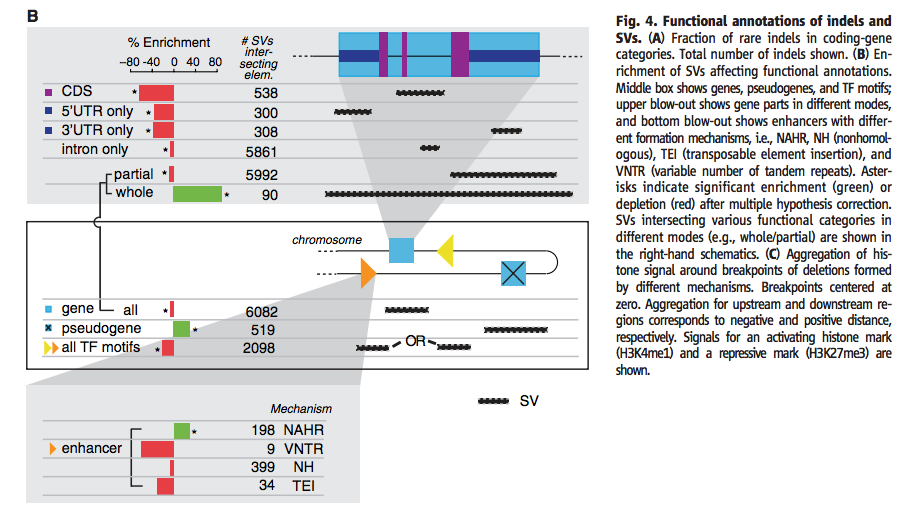 B
% Enrichment
# SVs
inter-
secting
elem.
−80 -40 0 40 80
CDS * 538
5'UTR only * 300
3'UTR only * 308
intron only * 5861
partial * 5992
whole * 90
chromosome
gene all * 6082
pseudogene * 519
all TF motifs * 2098
OR
SV
Mechanism
* 198 NAHR
enhancer 9 VNTR
399 NH
34 TEI
Fig. 4. Functional annotations of indels and
SVs. (A) Fraction of rare indels in coding-gene
categories. Total number of indels shown. (B) En-
richment of SVs affecting functional annotations.
Middle box shows genes, pseudogenes, and TF motifs;
upper blow-out shows gene parts in different modes,
and bottom blow-out shows enhancers with differ-
ent formation mechanisms, i.e., NAHR, NH (nonhomol-
ogous), TEI (transposable element insertion), and
VNTR (variable number of tandem repeats). Aster-
isks indicate significant enrichment (green) or
depletion (red) after multiple hypothesis correction.
SVs intersecting various functional categories in
different modes (e.g., whole/partial) are shown in
the right-hand schematics. (C) Aggregation of his-
tone signal around breakpoints of deletions formed
by different mechanisms. Breakpoints centered at
zero. Aggregation for upstream and downstream re-
gions corresponds to negative and positive distance,
respectively. Signals for an activating histone mark
(H3K4me1) and a repressive mark (H3K27me3) are
shown.